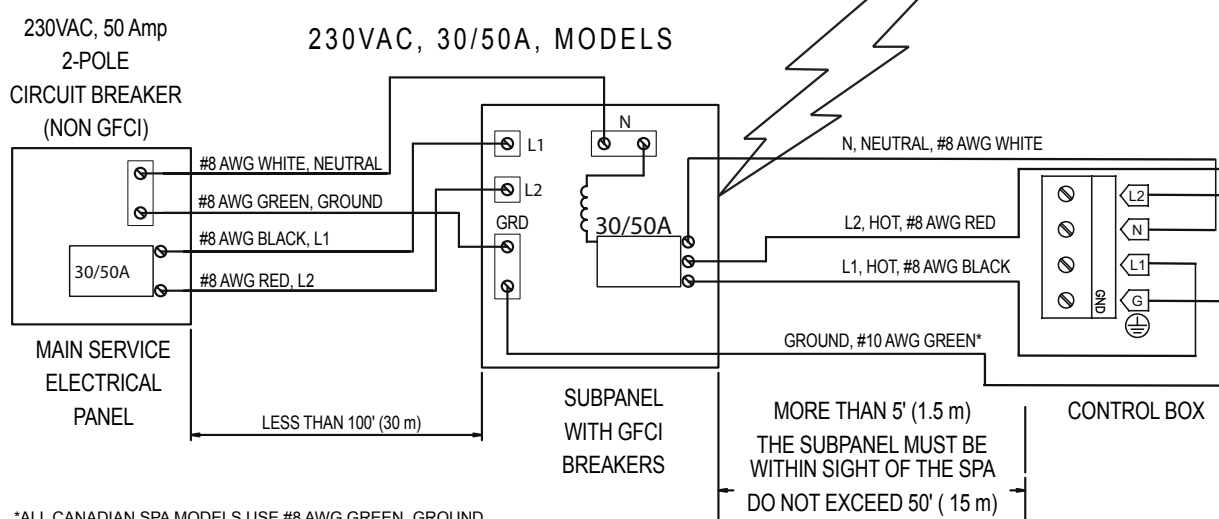 230VAC, 50 Amp
2-POLE
CIRCUIT BREAKER
(NON GFCI)
230VAC, 30/50A, MODELS
#8 AWG WHITE, NEUTRAL
#8 AWG GREEN, GROUND
#8 AWG BLACK, L1
#8 AWG RED, L2
30/50A
MAIN SERVICE
ELECTRICAL
PANEL
LESS THAN 100' (30 m)
L1
L2
GRD
N
30/50A
SUBPANEL
WITH GFCI
BREAKERS
N, NEUTRAL, #8 AWG WHITE
L2, HOT, #8 AWG RED
L1, HOT, #8 AWG BLACK
GROUND, #10 AWG GREEN*
MORE THAN 5' (1.5 m)
THE SUBPANEL MUST BE
WITHIN SIGHT OF THE SPA
DO NOT EXCEED 50' ( 15 m)
L2
N
L1
G
GND
CONTROL BOX
*ALL CANADIAN SPA MODELS USE #8 AWG GREEN, GROUND